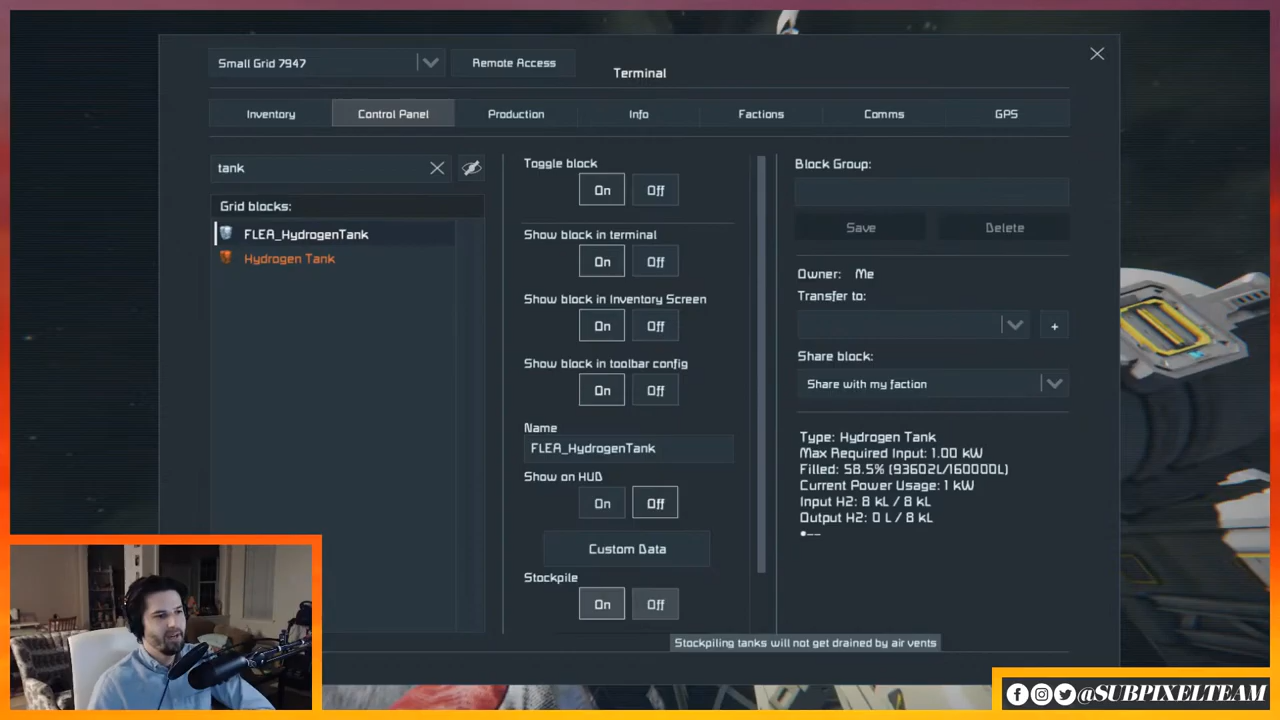 Small Grid 7947
Remote Access
Terminal
Inventory
Control Panel
Production
Info
Factions
Comms
GPS
tank
Grid blocks:
FLEA_HydrogenTank
Hydrogen Tank
Toggle block
On Off
Show block in terminal
On Off
Show block in Inventory Screen
On Off
Show block in toolbar config
On Off
Name
FLEA_HydrogenTank
Show on HUD
On Off
Custom Data
Stockpile
On Off
Stockpiling tanks will not get drained by air vents
Block Group:
Save Delete
Owner: Me
Transfer to:
+
Share block:
Share with my faction
Type: Hydrogen Tank
Max Required Input: 1.00 kW
Filled: 58.5% (93602L/160000L)
Current Power Usage: 1 kW
Input H2: 8 kL / 8 kL
Output H2: 0 L / 8 kL
@SUBPIXELTEAM